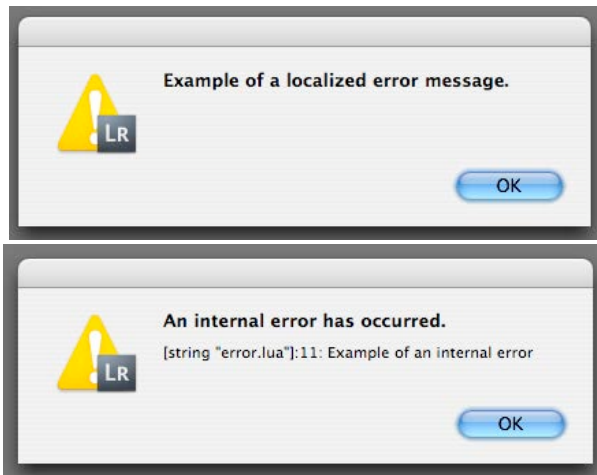 Example of a localized error message.
LR
OK
An internal error has occurred.
[string "error.lua"]:11: Example of an internal error
LR
OK